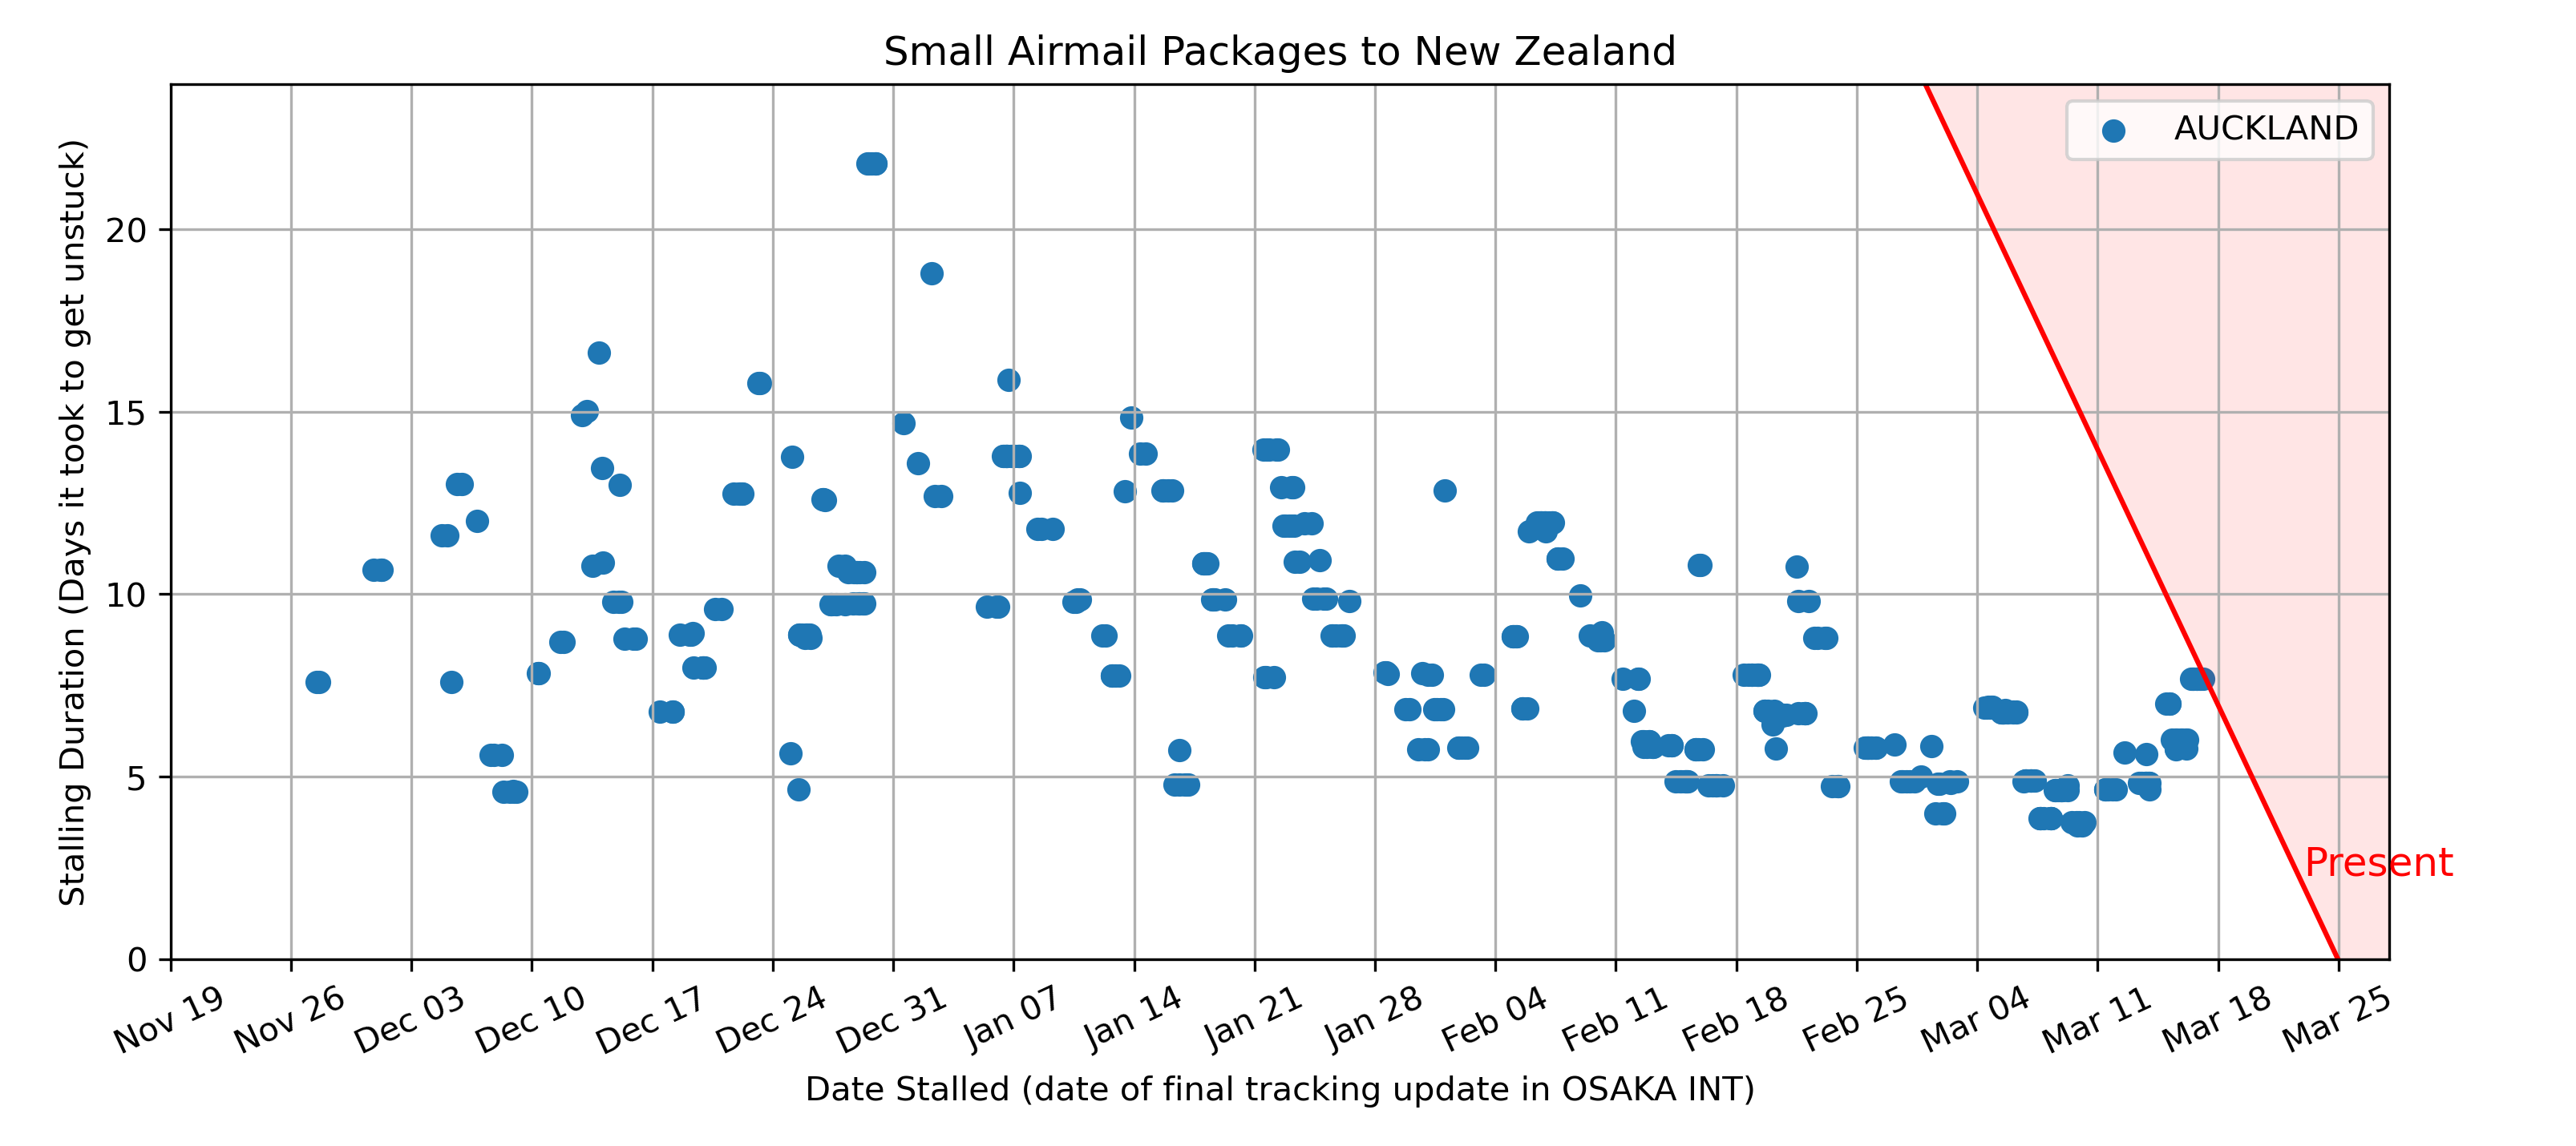 Small Airmail Packages to New Zealand
AUCKLAND
Stalling Duration (Days it took to get unstuck)
20
15
10
5
0
Present
Nov 19
Nov 26
Dec 03
Dec 10
Dec 17
Dec 24
Dec 31
Jan 07
Jan 14
Jan 21
Jan 28
Feb 04
Feb 11
Feb 18
Feb 25
Mar 04
Mar 11
Mar 18
Mar 25
Date Stalled (date of final tracking update in OSAKA INT)